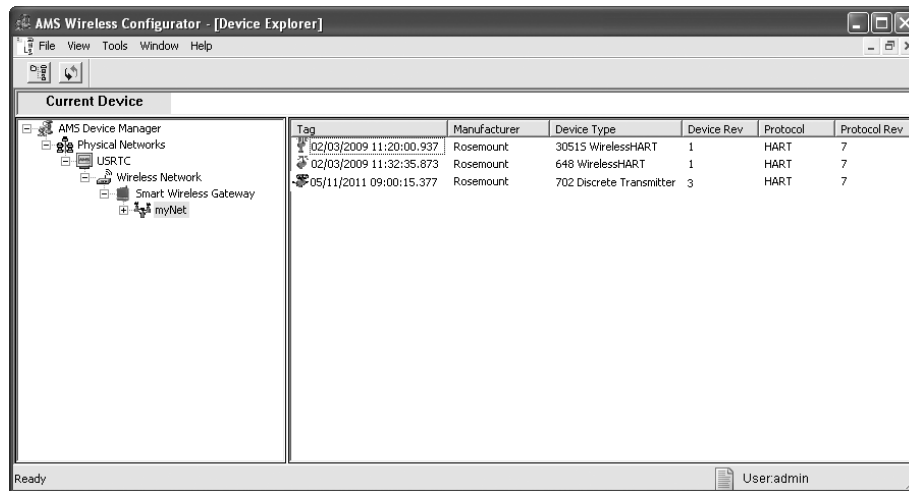 AMS Wireless Configurator - [Device Explorer]
File View Tools Window Help
Current Device
AMS Device Manager
Physical Networks
USRTC
Wireless Network
Smart Wireless Gateway
myNet
Tag Manufacturer Device Type Device Rev Protocol Protocol Rev
02/03/2009 11:20:00.937 Rosemount 3051S WirelessHART 1 HART 7
02/03/2009 11:32:35.873 Rosemount 648 WirelessHART 1 HART 7
05/11/2011 09:00:15.377 Rosemount 702 Discrete Transmitter 3 HART 7
Ready User:admin